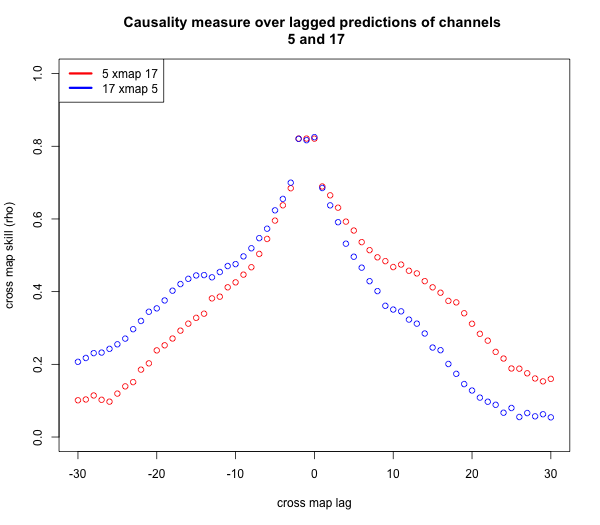 Causality measure over lagged predictions of channels
5 and 17
5 xmap 17
17 xmap 5
1.0
0.8
0.6
0.4
0.2
0.0
cross map skill (rho)
-30
-20
-10
0
10
20
30
cross map lag